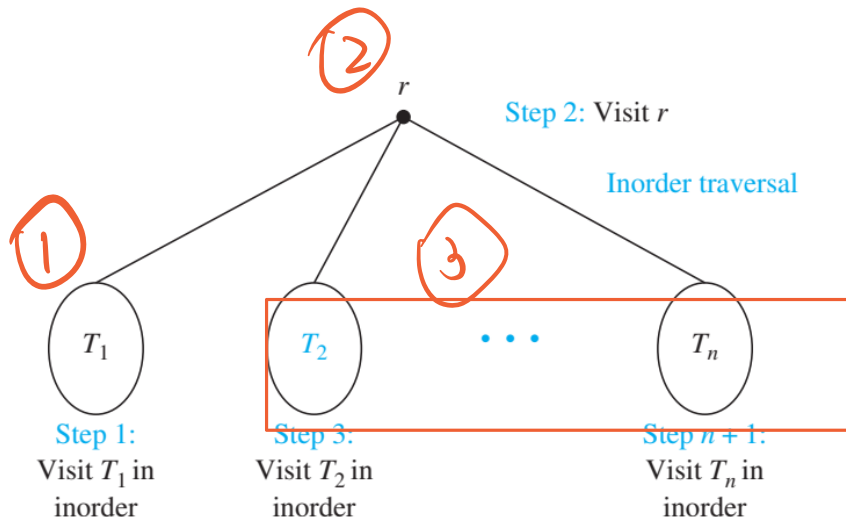 2
r
Step 2: Visit r
Inorder traversal
1
3
T₁
T₂
• • •
Tₙ
Step 1:
Visit T₁ in
inorder
Step 3:
Visit T₂ in
inorder
Step n + 1:
Visit Tₙ in
inorder